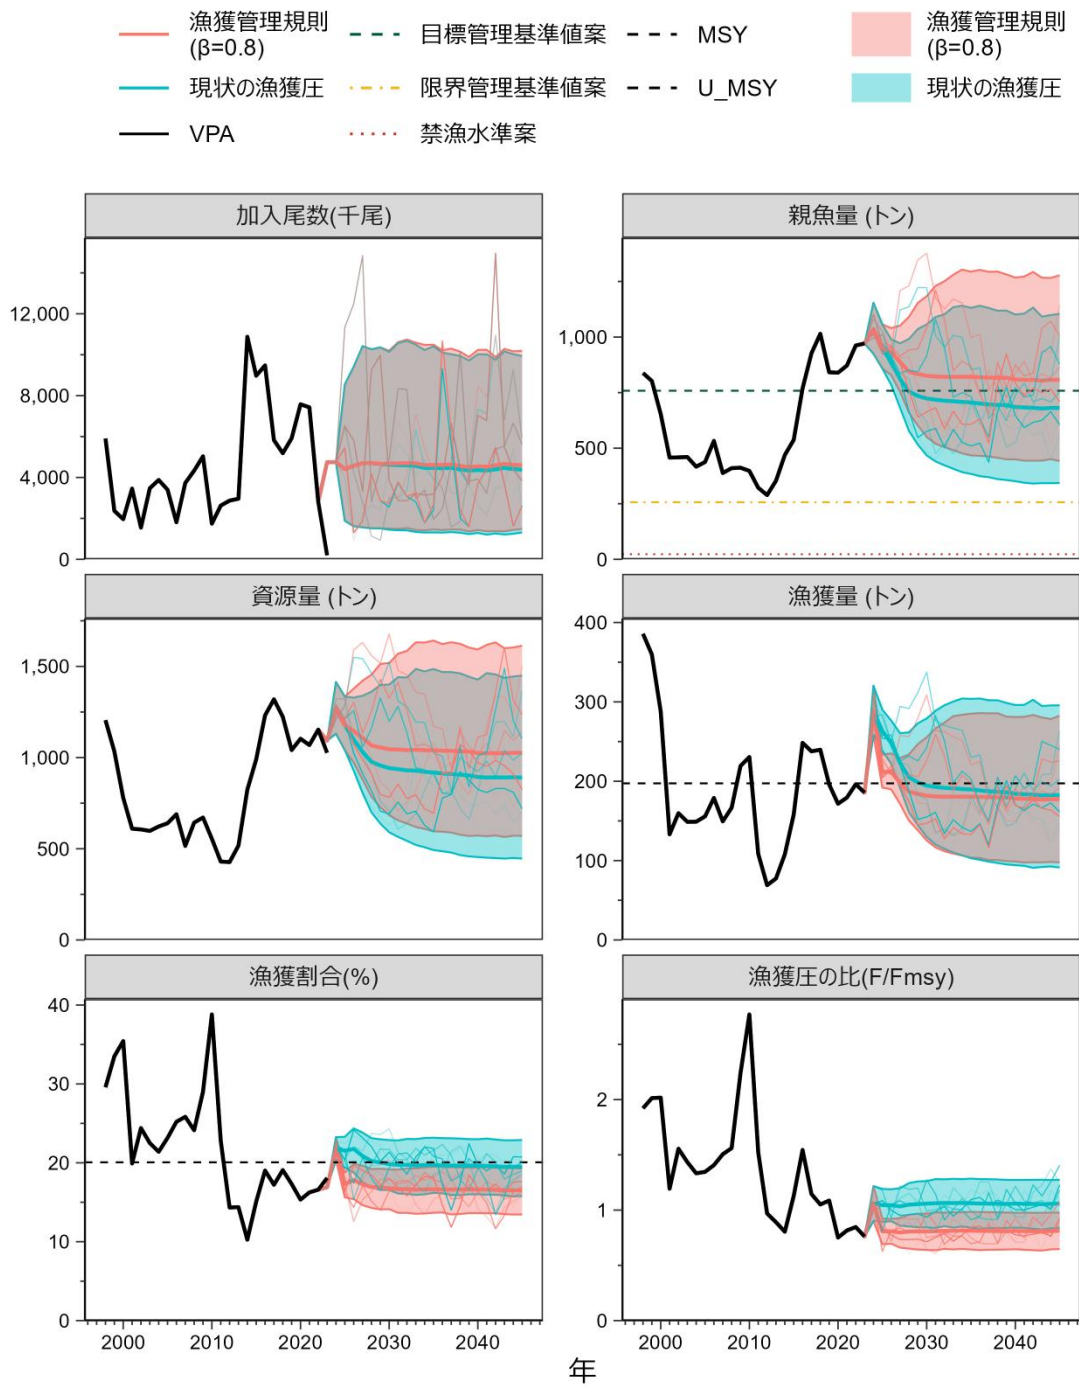 漁獲管理規則
(β=0.8)
目標管理基準値案
MSY
漁獲管理規則
(β=0.8)
現状の漁獲圧
限界管理基準値案
U_MSY
現状の漁獲圧
VPA
禁漁水準案
加入尾数(千尾)
親魚量 (トン)
12,000
8,000
4,000
0
1,000
500
0
資源量 (トン)
漁獲量 (トン)
1,500
1,000
500
0
400
300
200
100
0
漁獲割合(%)
漁獲圧の比(F/Fmsy)
40
30
20
10
0
2
1
0
2000 2010 2020 2030 2040
2000 2010 2020 2030 2040
年